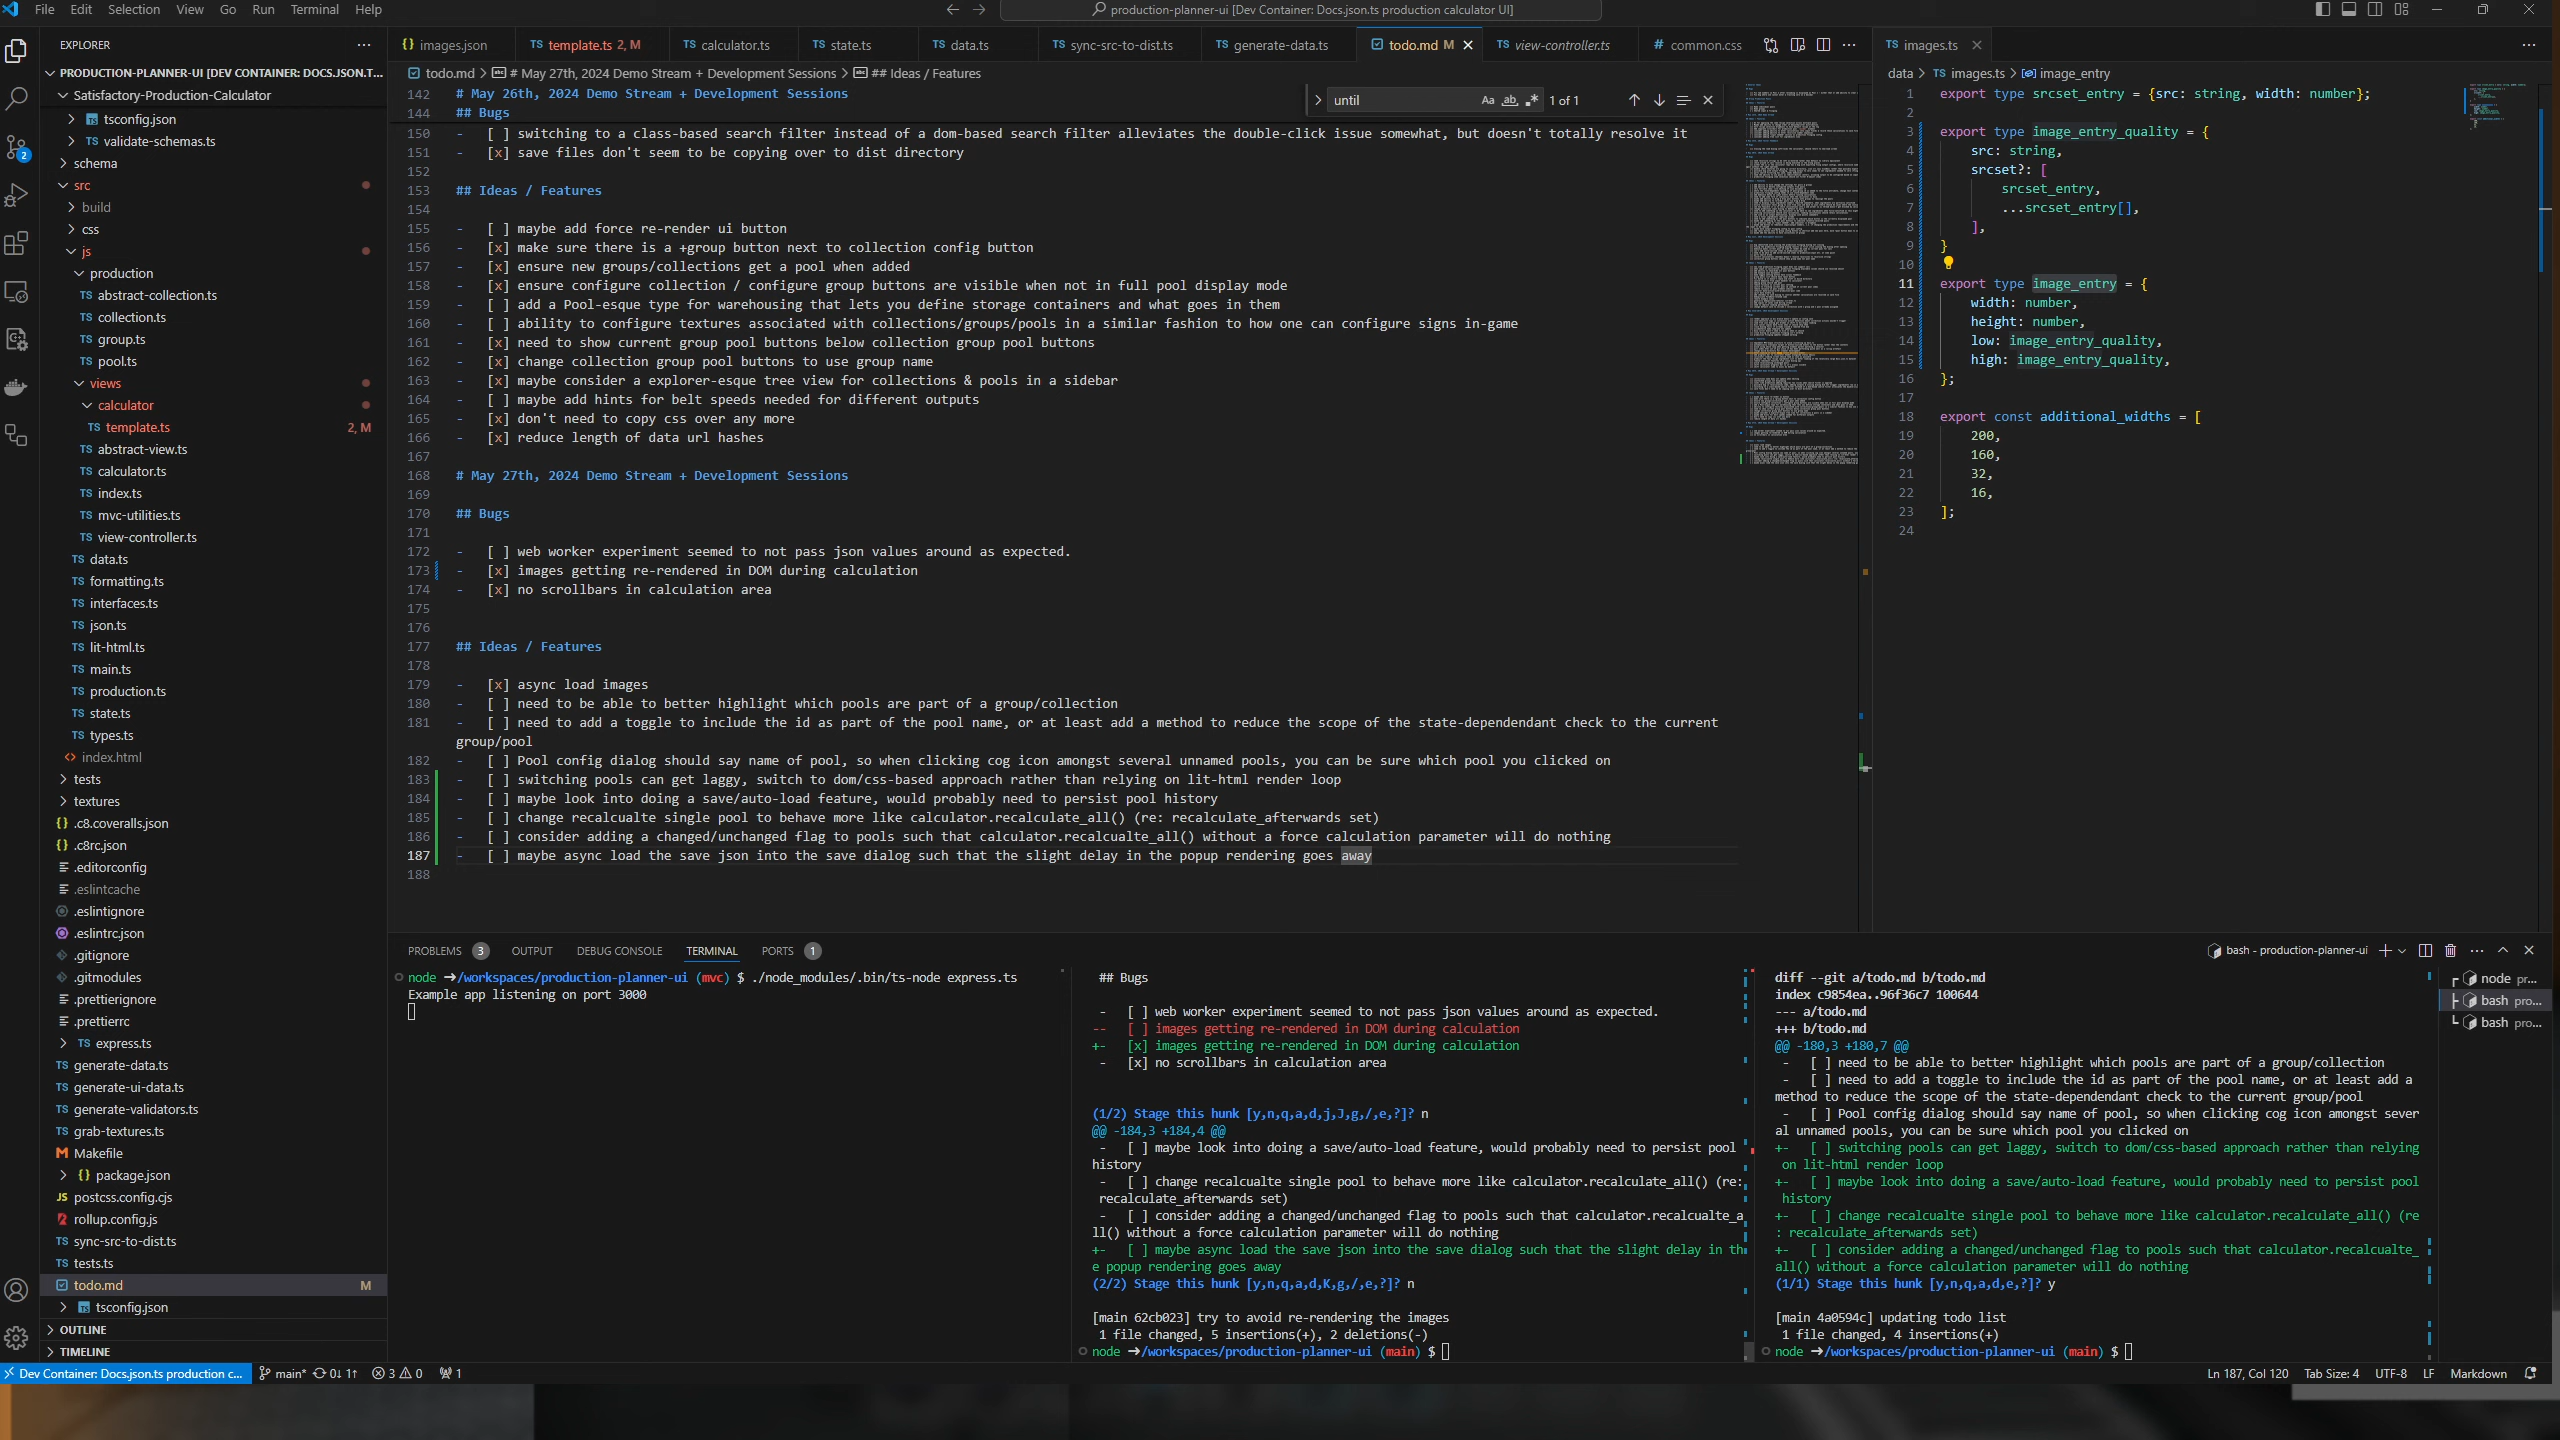 File Edit Selection View Go Run Terminal Help
production-planner-ui [Dev Container: Docs.json.ts production calculator UI]
EXPLORER
PRODUCTION-PLANNER-UI [DEV CONTAINER: DOCS.JSON.T...
Satisfactory-Production-Calculator
tsconfig.json
validate-schemas.ts
schema
src
build
css
js
production
abstract-collection.ts
collection.ts
group.ts
pool.ts
views
calculator
template.ts 2, M
abstract-view.ts
calculator.ts
index.ts
mvc-utilities.ts
view-controller.ts
data.ts
formatting.ts
interfaces.ts
json.ts
lit-html.ts
main.ts
production.ts
state.ts
types.ts
index.html
tests
textures
.c8.coveralls.json
.c8rc.json
.editorconfig
.eslintcache
.eslintignore
.eslintrc.json
.gitignore
.gitmodules
.prettierignore
.prettierrc
express.ts
generate-data.ts
generate-ui-data.ts
generate-validators.ts
grab-textures.ts
Makefile
package.json
postcss.config.cjs
rollup.config.js
sync-src-to-dist.ts
tests.ts
todo.md M
tsconfig.json
OUTLINE
TIMELINE
images.json template.ts 2, M calculator.ts state.ts data.ts sync-src-to-dist.ts generate-data.ts todo.md M view-controller.ts common.css
todo.md > # May 27th, 2024 Demo Stream + Development Sessions > ## Ideas / Features
until Aa ab 1 of 1
142 # May 26th, 2024 Demo Stream + Development Sessions
144 ## Bugs
150 - [ ] switching to a class-based search filter instead of a dom-based search filter alleviates the double-click issue somewhat, but doesn't totally resolve it
151 - [x] save files don't seem to be copying over to dist directory
152
153 ## Ideas / Features
154
155 - [ ] maybe add force re-render ui button
156 - [x] make sure there is a +group button next to collection config button
157 - [x] ensure new groups/collections get a pool when added
158 - [x] ensure configure collection / configure group buttons are visible when not in full pool display mode
159 - [ ] add a Pool-esque type for warehousing that lets you define storage containers and what goes in them
160 - [ ] ability to configure textures associated with collections/groups/pools in a similar fashion to how one can configure signs in-game
161 - [x] need to show current group pool buttons below collection group pool buttons
162 - [x] change collection group pool buttons to use group name
163 - [x] maybe consider a explorer-esque tree view for collections & pools in a sidebar
164 - [ ] maybe add hints for belt speeds needed for different outputs
165 - [x] don't need to copy css over any more
166 - [x] reduce length of data url hashes
167
168 # May 27th, 2024 Demo Stream + Development Sessions
169
170 ## Bugs
171
172 - [ ] web worker experiment seemed to not pass json values around as expected.
173 - [x] images getting re-rendered in DOM during calculation
174 - [x] no scrollbars in calculation area
175
176
177 ## Ideas / Features
178
179 - [x] async load images
180 - [ ] need to be able to better highlight which pools are part of a group/collection
181 - [ ] need to add a toggle to include the id as part of the pool name, or at least add a method to reduce the scope of the state-dependendant check to the current
group/pool
182 - [ ] Pool config dialog should say name of pool, so when clicking cog icon amongst several unnamed pools, you can be sure which pool you clicked on
183 - [ ] switching pools can get laggy, switch to dom/css-based approach rather than relying on lit-html render loop
184 - [ ] maybe look into doing a save/auto-load feature, would probably need to persist pool history
185 - [ ] change recalcualte single pool to behave more like calculator.recalculate_all() (re: recalculate_afterwards set)
186 - [ ] consider adding a changed/unchanged flag to pools such that calculator.recalcualte_all() without a force calculation parameter will do nothing
187 - [ ] maybe async load the save json into the save dialog such that the slight delay in the popup rendering goes away
188
images.ts
data > images.ts > image_entry
1 export type srcset_entry = {src: string, width: number};
2
3 export type image_entry_quality = {
4 src: string,
5 srcset?: [
6 srcset_entry,
7 ...srcset_entry[],
8 ],
9 }
10
11 export type image_entry = {
12 width: number,
13 height: number,
14 low: image_entry_quality,
15 high: image_entry_quality,
16 };
17
18 export const additional_widths = [
19 200,
20 160,
21 32,
22 16,
23 ];
24
PROBLEMS 3 OUTPUT DEBUG CONSOLE TERMINAL PORTS 1
bash - production-planner-ui
node ➜/workspaces/production-planner-ui (mvc) $ ./node_modules/.bin/ts-node express.ts
Example app listening on port 3000
## Bugs

- [ ] web worker experiment seemed to not pass json values around as expected.
-- [ ] images getting re-rendered in DOM during calculation
+- [x] images getting re-rendered in DOM during calculation
- [x] no scrollbars in calculation area

(1/2) Stage this hunk [y,n,q,a,d,j,J,g,/,e,?]? n
@@ -184,3 +184,4 @@
- [ ] maybe look into doing a save/auto-load feature, would probably need to persist pool
history
- [ ] change recalcualte single pool to behave more like calculator.recalculate_all() (re:
recalculate_afterwards set)
- [ ] consider adding a changed/unchanged flag to pools such that calculator.recalcualte_a
ll() without a force calculation parameter will do nothing
+- [ ] maybe async load the save json into the save dialog such that the slight delay in th
e popup rendering goes away
(2/2) Stage this hunk [y,n,q,a,d,K,g,/,e,?]? n

[main 62cb023] try to avoid re-rendering the images
1 file changed, 5 insertions(+), 2 deletions(-)
node ➜/workspaces/production-planner-ui (main) $
diff --git a/todo.md b/todo.md
index c9854ea..96f36c7 100644
--- a/todo.md
+++ b/todo.md
@@ -180,3 +180,7 @@
- [ ] need to be able to better highlight which pools are part of a group/collection
- [ ] need to add a toggle to include the id as part of the pool name, or at least add a
method to reduce the scope of the state-dependendant check to the current group/pool
- [ ] Pool config dialog should say name of pool, so when clicking cog icon amongst sever
al unnamed pools, you can be sure which pool you clicked on
+- [ ] switching pools can get laggy, switch to dom/css-based approach rather than relying
on lit-html render loop
+- [ ] maybe look into doing a save/auto-load feature, would probably need to persist pool
history
+- [ ] change recalcualte single pool to behave more like calculator.recalculate_all() (re
: recalculate_afterwards set)
+- [ ] consider adding a changed/unchanged flag to pools such that calculator.recalcualte_
all() without a force calculation parameter will do nothing
(1/1) Stage this hunk [y,n,q,a,d,e,?]? y

[main 4a0594c] updating todo list
1 file changed, 4 insertions(+)
node ➜/workspaces/production-planner-ui (main) $
node pr...
bash pro...
bash pro...
Dev Container: Docs.json.ts production c... main* 0↓ 1↑ 3 0 1
Ln 187, Col 120 Tab Size: 4 UTF-8 LF Markdown